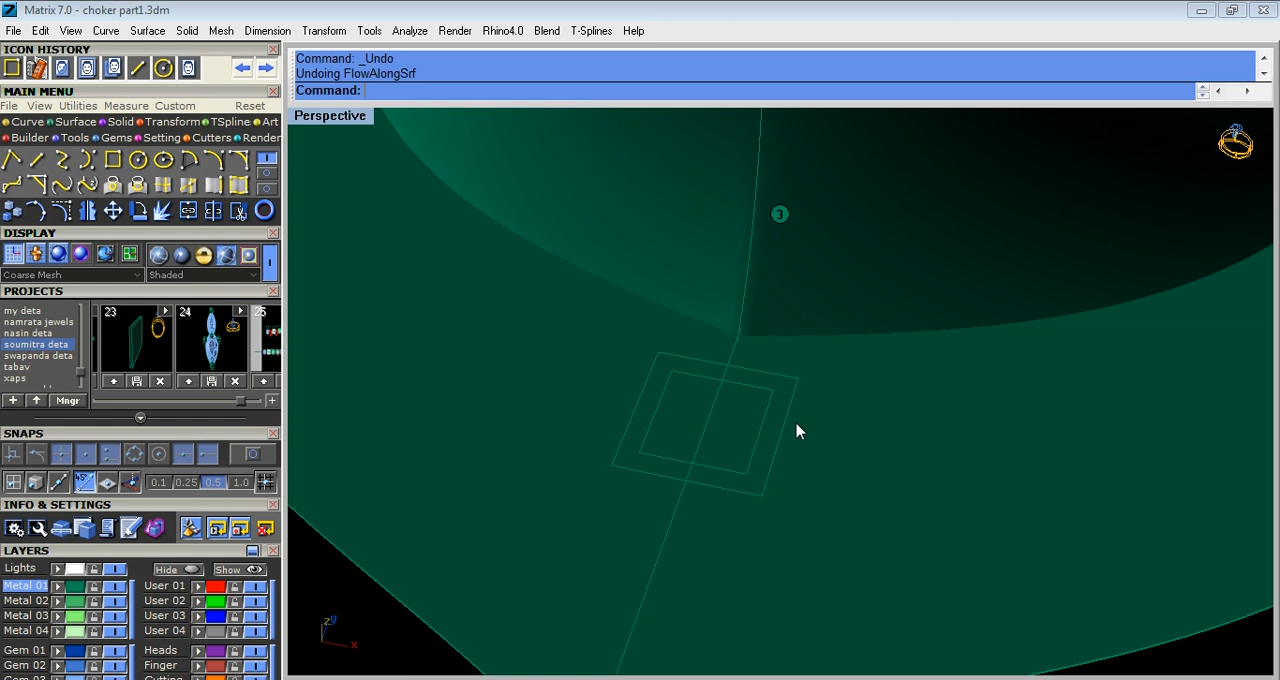 Matrix 7.0 - choker part1.3dm
File Edit View Curve Surface Solid Mesh Dimension Transform Tools Analyze Render Rhino4.0 Blend T-Splines Help
ICON HISTORY
Command: _Undo
Undoing FlowAlongSrf
Command:
MAIN MENU
File View Utilities Measure Custom Reset
Curve Surface Solid Transform TSpline Art
Builder Tools Gems Setting Cutters Render
Perspective
3
DISPLAY
Coarse Mesh Shaded
PROJECTS
my deta
namrata jewels
nasin deta
soumitra deta
swapanda deta
tabav
xaps
23 24 25
Mngr
SNAPS
45°
0.1 0.25 0.5 1.0
INFO & SETTINGS
LAYERS
Lights Hide Show
Metal 01 User 01
Metal 02 User 02
Metal 03 User 03
Metal 04 User 04
Gem 01 Heads
Gem 02 Finger
Gem 03 Cutting
z y
x